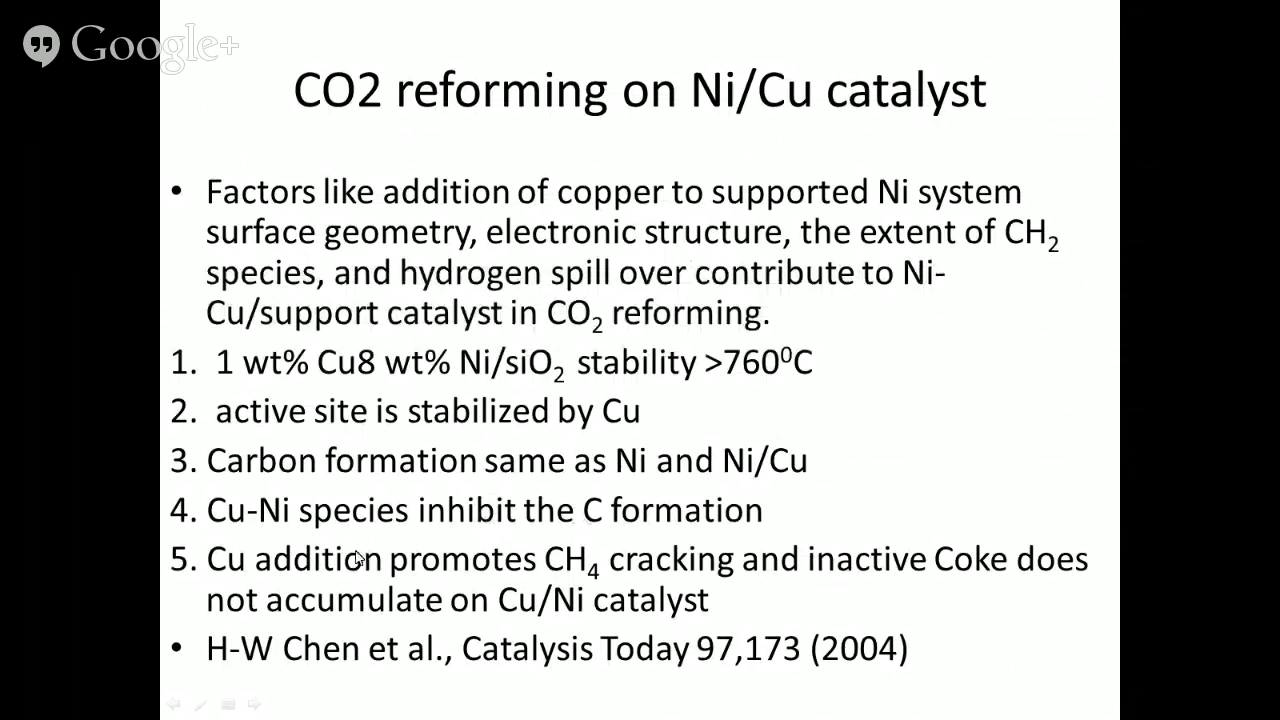 Google+
CO2 reforming on Ni/Cu catalyst
• Factors like addition of copper to supported Ni system
surface geometry, electronic structure, the extent of CH₂
species, and hydrogen spill over contribute to Ni-
Cu/support catalyst in CO₂ reforming.
1. 1 wt% Cu8 wt% Ni/siO₂ stability >760⁰C
2. active site is stabilized by Cu
3. Carbon formation same as Ni and Ni/Cu
4. Cu-Ni species inhibit the C formation
5. Cu addition promotes CH₄ cracking and inactive Coke does
not accumulate on Cu/Ni catalyst
• H-W Chen et al., Catalysis Today 97,173 (2004)